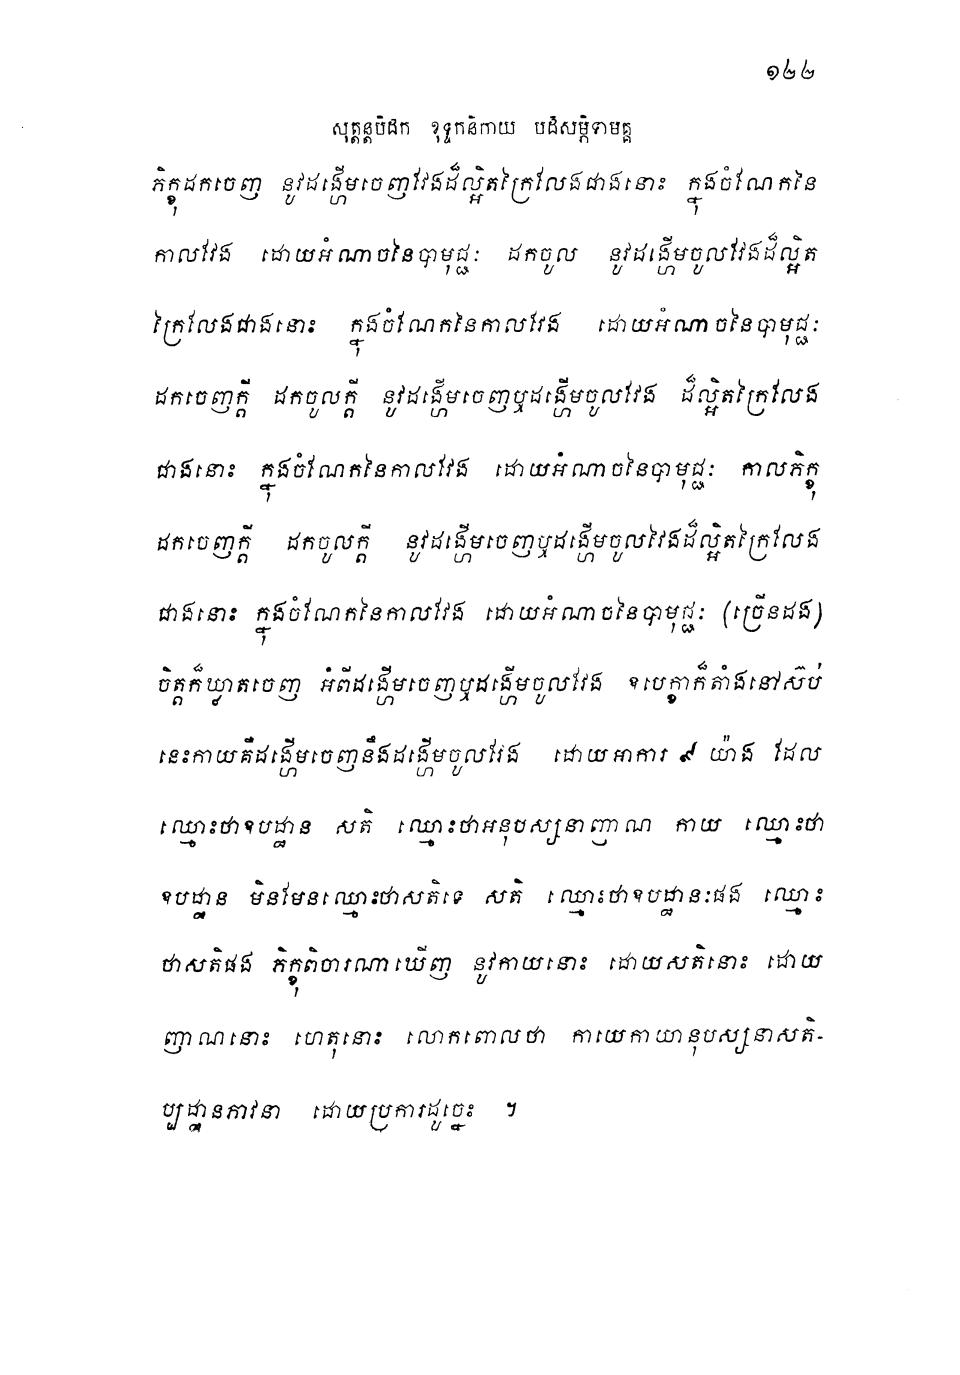 ១៤៤
សុត្តន្តបិដក ខុទ្ទកនិកាយ បដិសម្ភិទាមគ្គ
ភិក្ខុដកចេញ នូវដង្ហើមចេញវែងដ៏ល្អិតក្រៃលែងជាងនោះ ក្នុងចំណែកនៃ
កាលវែង ដោយអំណាចនៃបាមុជ្ជៈ ដកចូល នូវដង្ហើមចូលវែងដ៏ល្អិត
ក្រៃលែងជាងនោះ ក្នុងចំណែកនៃកាលវែង ដោយអំណាចនៃបាមុជ្ជៈ
ដកចេញក្តី ដកចូលក្តី នូវដង្ហើមចេញឬដង្ហើមចូលវែង ដ៏ល្អិតក្រៃលែង
ជាងនោះ ក្នុងចំណែកនៃកាលវែង ដោយអំណាចនៃបាមុជ្ជៈ កាលភិក្ខុ
ដកចេញក្តី ដកចូលក្តី នូវដង្ហើមចេញឬដង្ហើមចូលវែងដ៏ល្អិតក្រៃលែង
ជាងនោះ ក្នុងចំណែកនៃកាលវែង ដោយអំណាចនៃបាមុជ្ជៈ (ច្រើនដង)
ចិត្តក៏ឃ្លាតចេញ អំពីដង្ហើមចេញឬដង្ហើមចូលវែង ឧបេក្ខាក៏តាំងនៅស៊ប់
នេះកាយគឺដង្ហើមចេញនឹងដង្ហើមចូលវែង ដោយអាការ ៩ យ៉ាង ដែល
ឈ្មោះថាឧបដ្ឋាន សតិ ឈ្មោះថាអនុបស្សនាញាណ កាយ ឈ្មោះថា
ឧបដ្ឋាន មិនមែនឈ្មោះថាសតិទេ សតិ ឈ្មោះថាឧបដ្ឋានៈផង ឈ្មោះ
ថាសតិផង ភិក្ខុពិចារណាឃើញ នូវកាយនោះ ដោយសតិនោះ ដោយ
ញាណនោះ ហេតុនោះ លោកពោលថា កាយេកាយានុបស្សនាសតិ-
ប្បដ្ឋានភាវនា ដោយប្រការដូច្នេះ ។